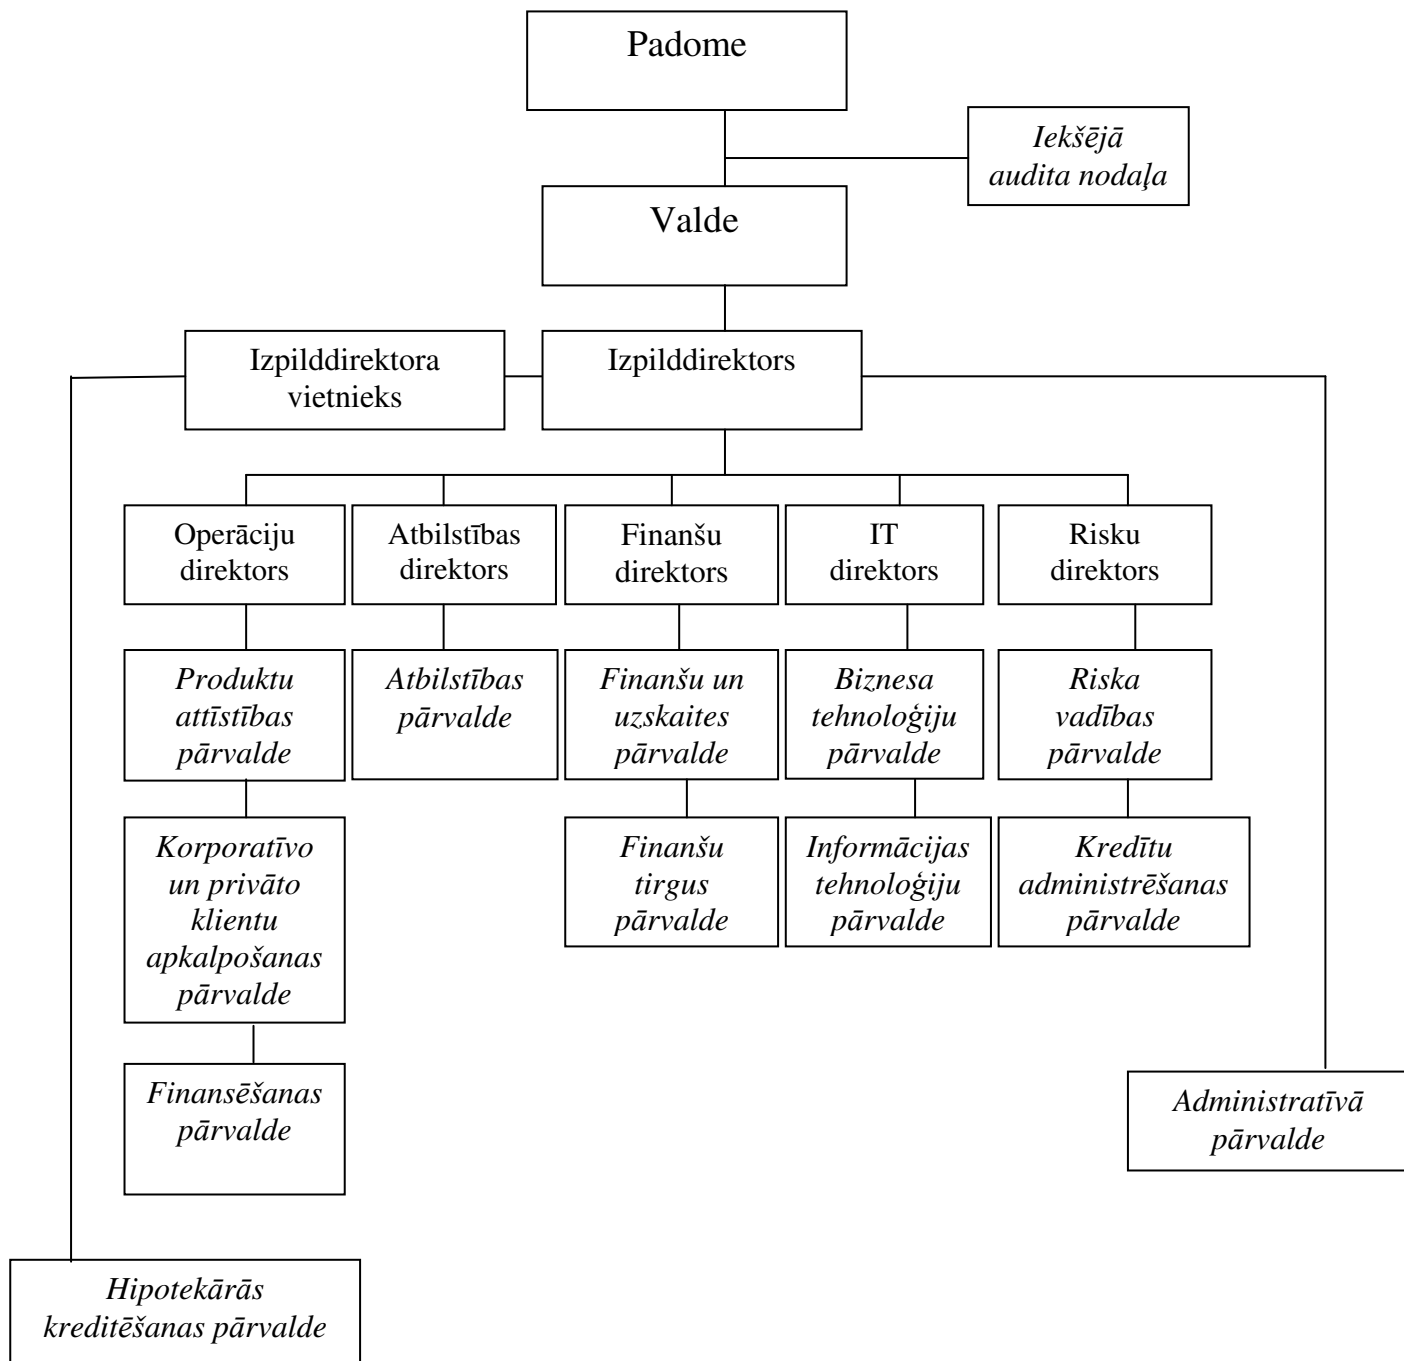 Padome
Iekšējā
audita nodaļa
Valde
Izpilddirektora
vietnieks
Izpilddirektors
Operāciju
direktors
Atbilstības
direktors
Finanšu
direktors
IT
direktors
Risku
direktors
Produktu
attīstības
pārvalde
Atbilstības
pārvalde
Finanšu un
uzskaites
pārvalde
Biznesa
tehnoloģiju
pārvalde
Riska
vadības
pārvalde
Korporatīvo
un privāto
klientu
apkalpošanas
pārvalde
Finanšu
tirgus
pārvalde
Informācijas
tehnoloģiju
pārvalde
Kredītu
administrēšanas
pārvalde
Finansēšanas
pārvalde
Administratīvā
pārvalde
Hipotekārās
kreditēšanas pārvalde